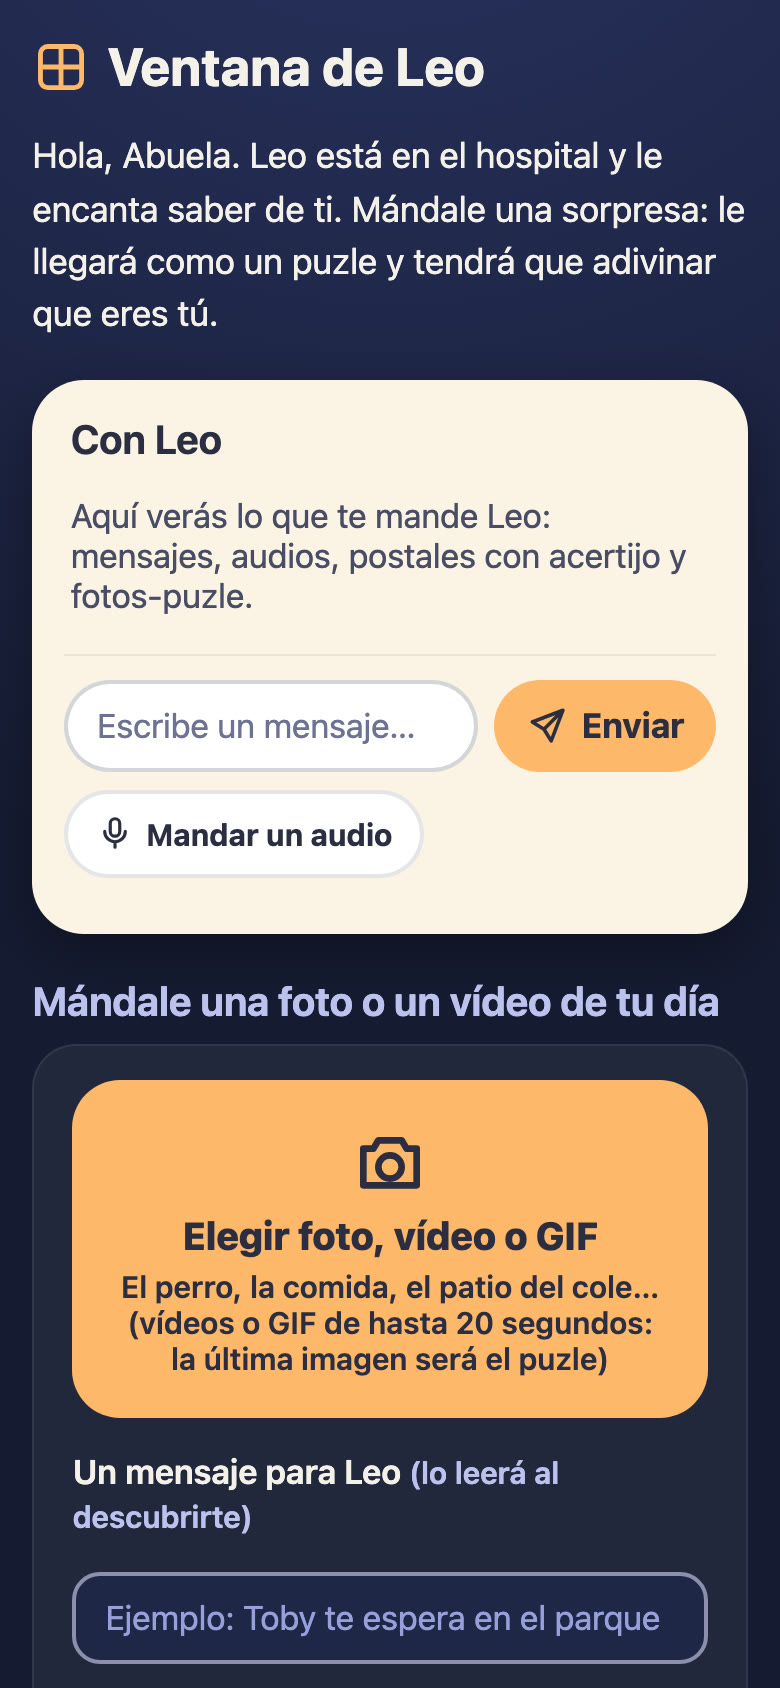 Ventana de Leo
Hola, Abuela. Leo está en el hospital y le
encanta saber de ti. Mándale una sorpresa: le
llegará como un puzle y tendrá que adivinar
que eres tú.
Con Leo
Aquí verás lo que te mande Leo:
mensajes, audios, postales con acertijo y
fotos-puzle.
Escribe un mensaje...
Enviar
Mandar un audio
Mándale una foto o un vídeo de tu día
Elegir foto, vídeo o GIF
El perro, la comida, el patio del cole...
(vídeos o GIF de hasta 20 segundos:
la última imagen será el puzle)
Un mensaje para Leo (lo leerá al
descubrirte)
Ejemplo: Toby te espera en el parque